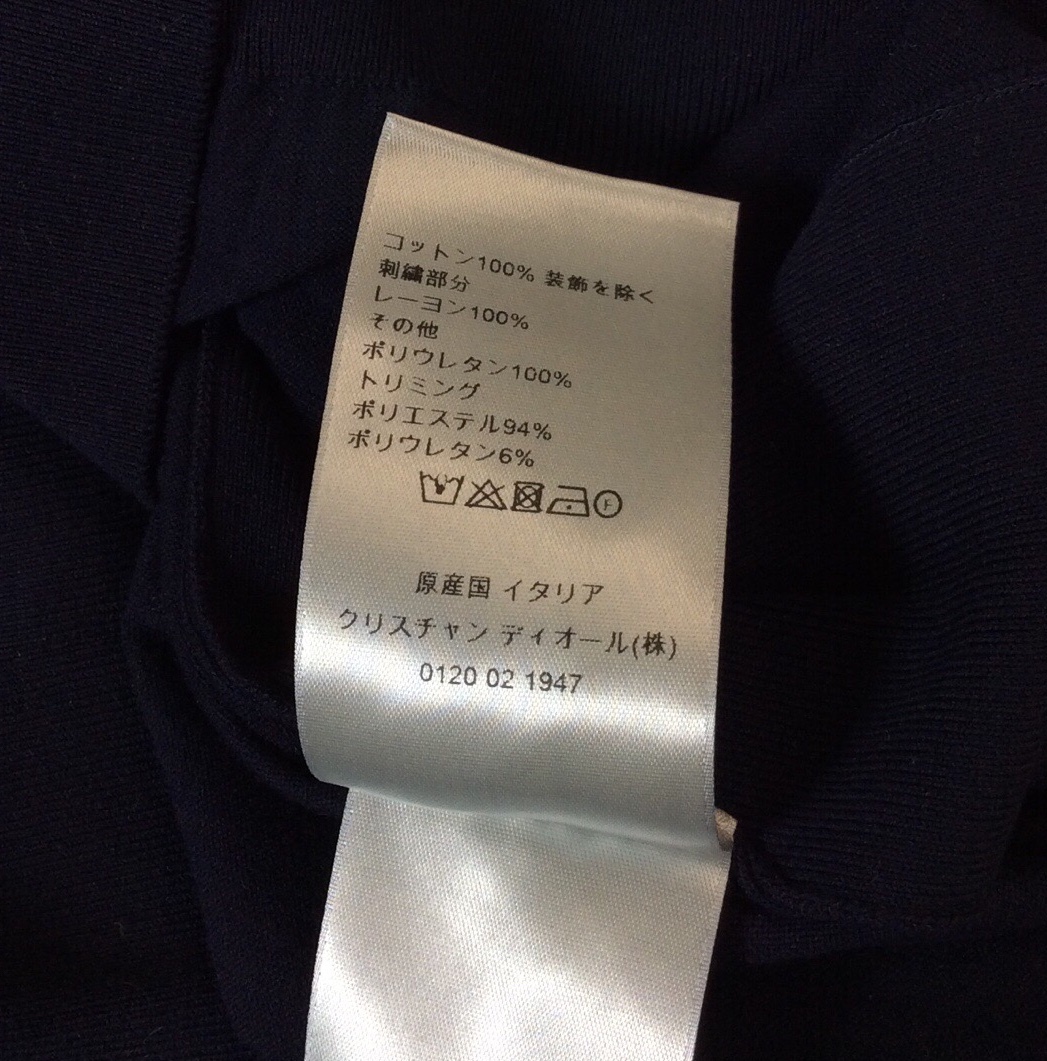 コットン100% 装飾を除く
刺繍部分
レーヨン100%
その他
ポリウレタン100%
トリミング
ポリエステル94%
ポリウレタン6%
F
原産国 イタリア
クリスチャン ディオール(株)
0120 02 1947